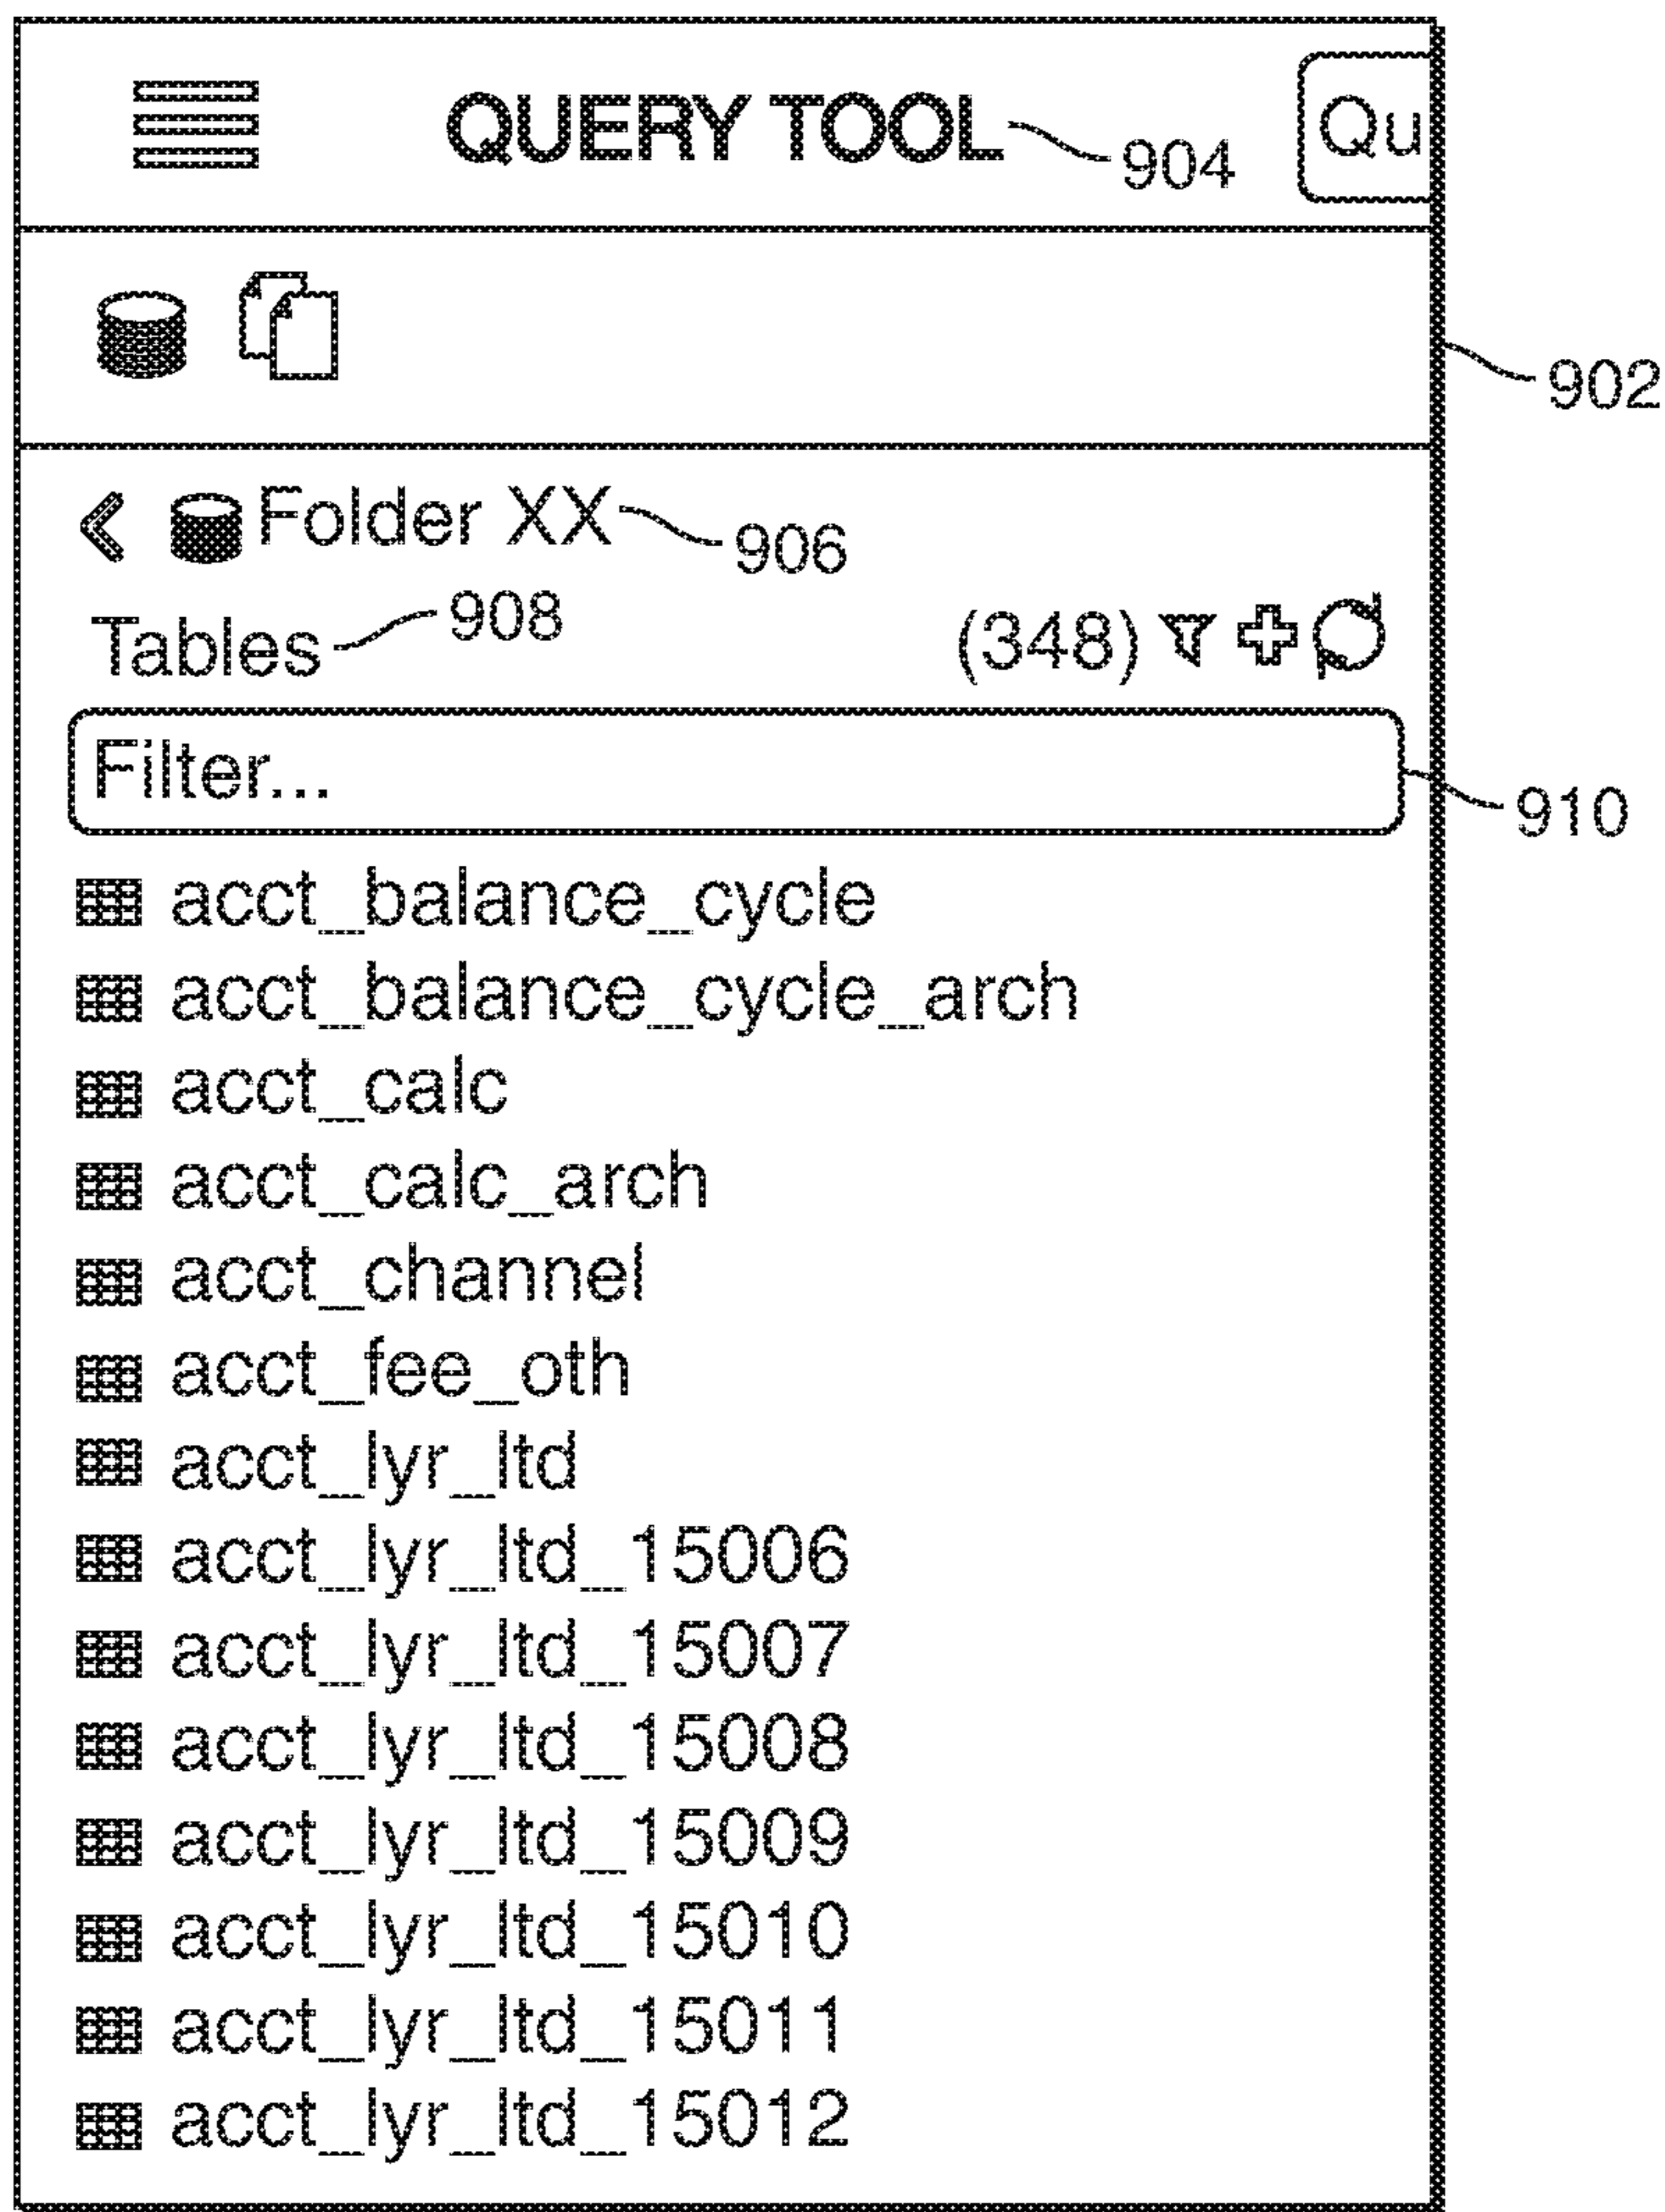 QUERY TOOL 904 Qu
902
Folder XX 906
Tables 908 (348)
Filter...
910
acct_balance_cycle
acct_balance_cycle_arch
acct_calc
acct_calc_arch
acct_channel
acct_fee_oth
acct_lyr_ltd
acct_lyr_ltd_15006
acct_lyr_ltd_15007
acct_lyr_ltd_15008
acct_lyr_ltd_15009
acct_lyr_ltd_15010
acct_lyr_ltd_15011
acct_lyr_ltd_15012